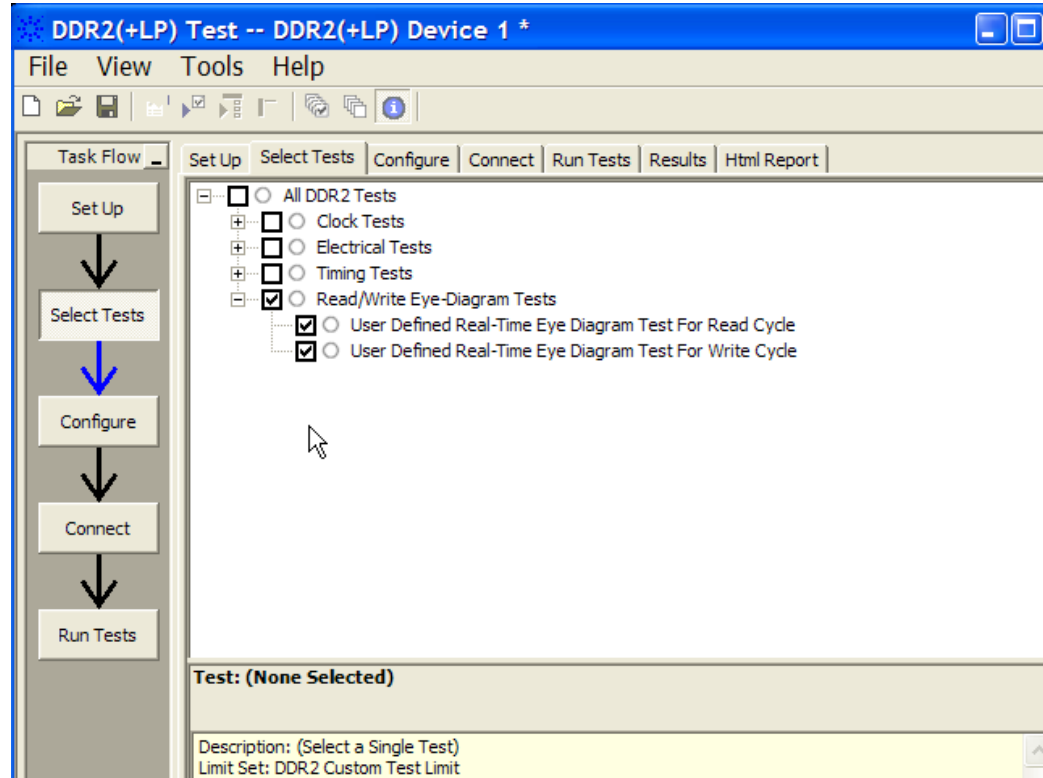 DDR2(+LP) Test -- DDR2(+LP) Device 1 *
File View Tools Help
Task Flow
Set Up Select Tests Configure Connect Run Tests Results Html Report
Set Up
Select Tests
Configure
Connect
Run Tests
All DDR2 Tests
Clock Tests
Electrical Tests
Timing Tests
Read/Write Eye-Diagram Tests
User Defined Real-Time Eye Diagram Test For Read Cycle
User Defined Real-Time Eye Diagram Test For Write Cycle
Test: (None Selected)
Description: (Select a Single Test)
Limit Set: DDR2 Custom Test Limit